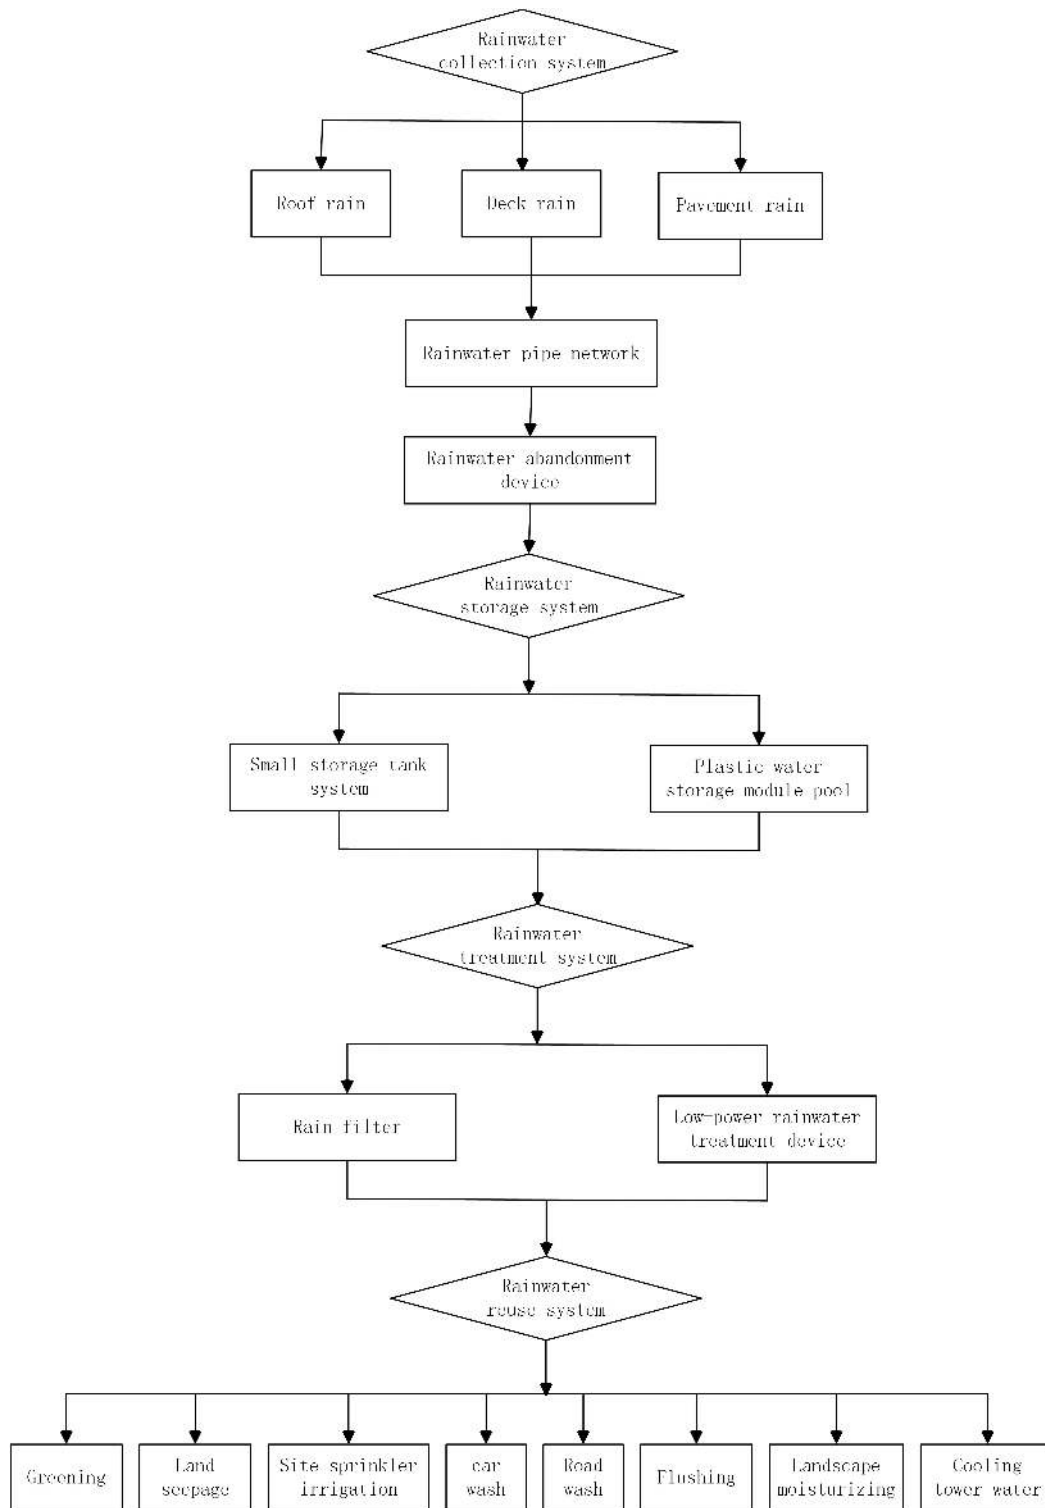 Rainwater
collection system
Roof rain
Deck rain
Pavement rain
Rainwater pipe network
Rainwater abandonment
device
Rainwater
storage system
Small storage tank
system
Plastic water
storage module pool
Rainwater
treatment system
Rain filter
Low-power rainwater
treatment device
Rainwater
reuse system
Greening
Land
seepage
Site sprinkler
irrigation
car
wash
Road
wash
Flushing
Landscape
moisturizing
Cooling
tower water